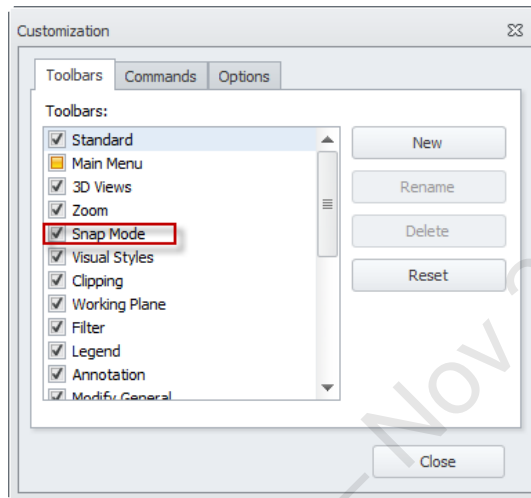 Customization
Toolbars Commands Options
Toolbars:
Standard
Main Menu
3D Views
Zoom
Snap Mode
Visual Styles
Clipping
Working Plane
Filter
Legend
Annotation
Modify General
New
Rename
Delete
Reset
Close
Nov